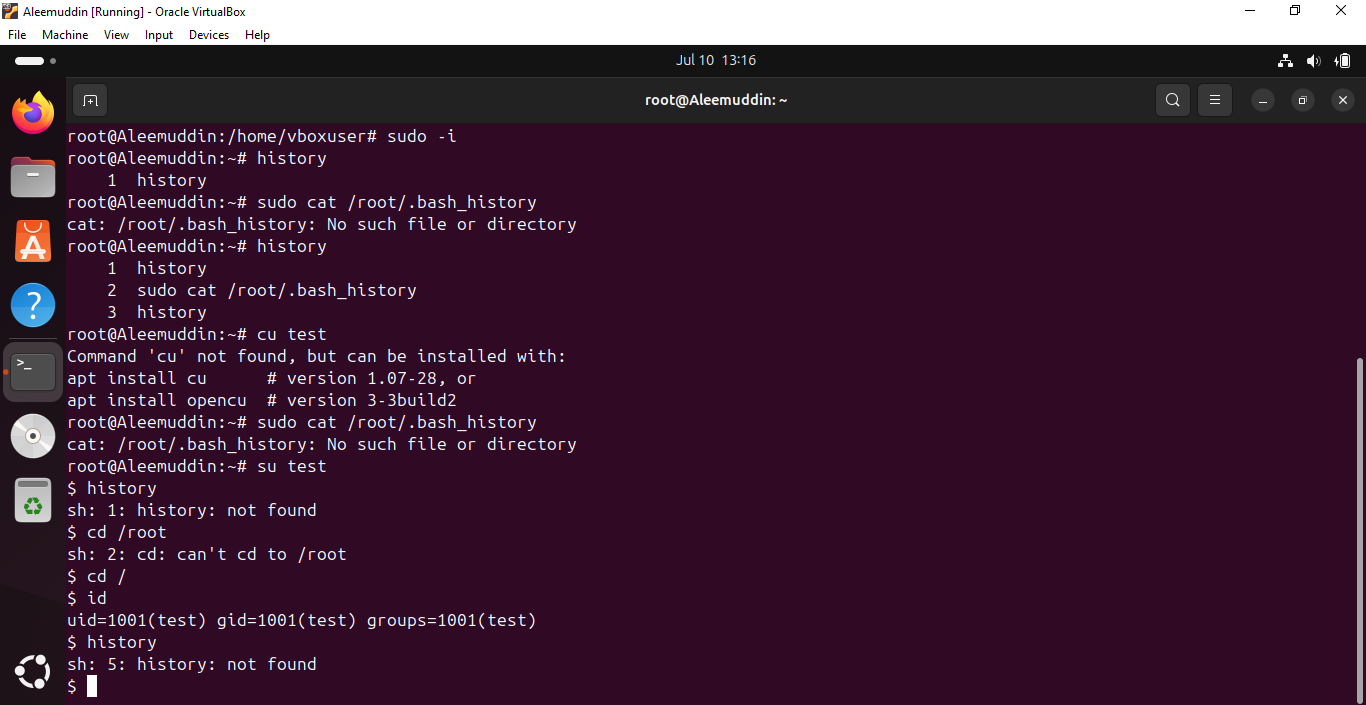 Aleemuddin [Running] - Oracle VirtualBox
File Machine View Input Devices Help
Jul 10 13:16
root@Aleemuddin: ~
root@Aleemuddin:/home/vboxuser# sudo -i
root@Aleemuddin:~# history
1 history
root@Aleemuddin:~# sudo cat /root/.bash_history
cat: /root/.bash_history: No such file or directory
root@Aleemuddin:~# history
1 history
2 sudo cat /root/.bash_history
3 history
root@Aleemuddin:~# cu test
Command 'cu' not found, but can be installed with:
apt install cu # version 1.07-28, or
apt install opencu # version 3-3build2
root@Aleemuddin:~# sudo cat /root/.bash_history
cat: /root/.bash_history: No such file or directory
root@Aleemuddin:~# su test
$ history
sh: 1: history: not found
$ cd /root
sh: 2: cd: can't cd to /root
$ cd /
$ id
uid=1001(test) gid=1001(test) groups=1001(test)
$ history
sh: 5: history: not found
$